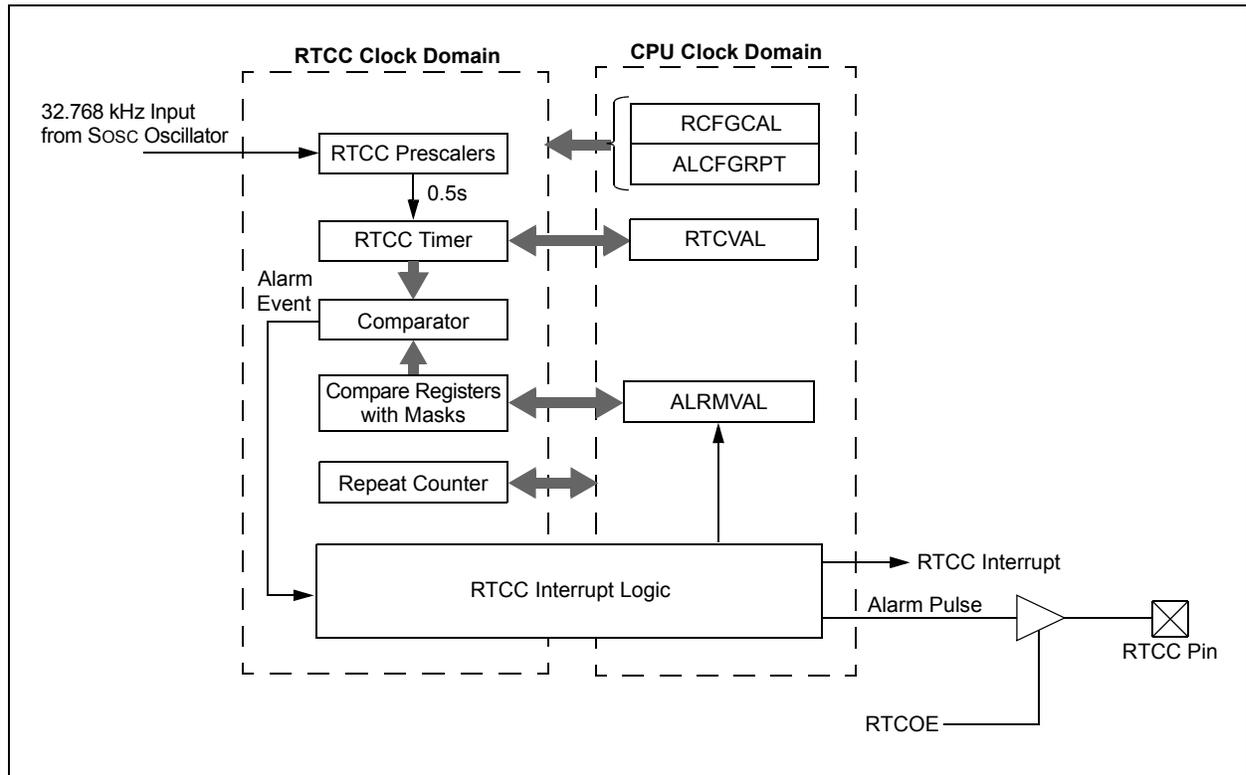 RTCC Clock Domain
CPU Clock Domain
32.768 kHz Input
from SOSC Oscillator
RCFGCAL
ALCFGRPT
RTCC Prescalers
0.5s
RTCC Timer
RTCVAL
Alarm
Event
Comparator
Compare Registers
with Masks
ALRMVAL
Repeat Counter
RTCC Interrupt Logic
RTCC Interrupt
Alarm Pulse
RTCC Pin
RTCOE